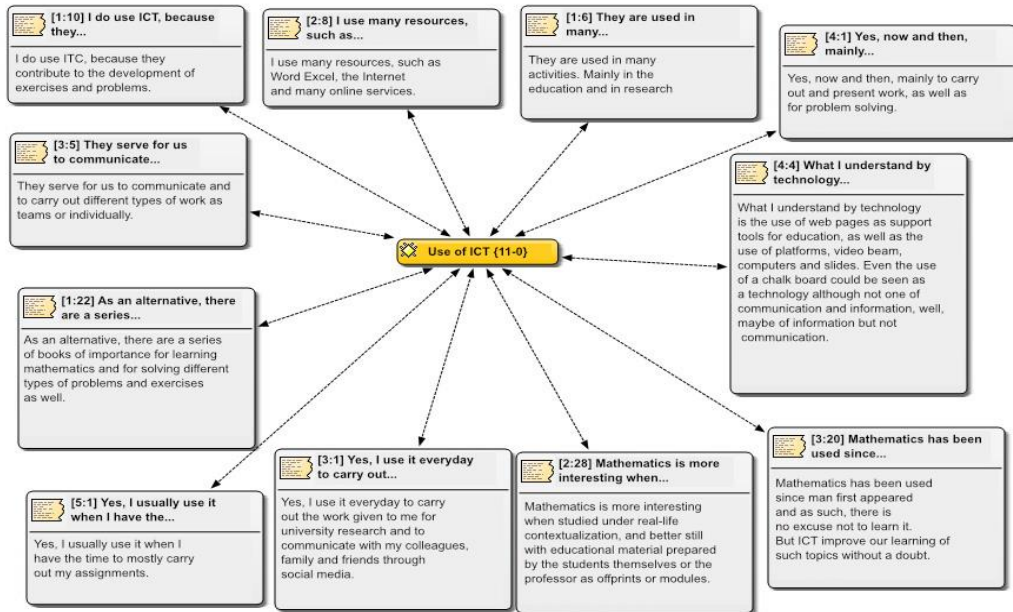 [1:10] I do use ICT, because
they...
I do use ITC, because they
contribute to the development of
exercises and problems.
[2:8] I use many resources,
such as...
I use many resources, such as
Word Excel, the Internet
and many online services.
[1:6] They are used in
many...
They are used in many
activities. Mainly in the
education and in research
[4:1] Yes, now and then,
mainly...
Yes, now and then, mainly to carry
out and present work, as well as
for problem solving.
[3:5] They serve for us
to communicate...
They serve for us to communicate and
to carry out different types of work as
teams or individually.
[4:4] What I understand by
technology...
What I understand by technology
is the use of web pages as support
tools for education, as well as the
use of platforms, video beam,
computers and slides. Even the use
of a chalk board could be seen as
a technology although not one of
communication and information, well,
maybe of information but not
communication.
Use of ICT {11-0}
[1:22] As an alternative, there
are a series...
As an alternative, there are a series
of books of importance for learning
mathematics and for solving different
types of problems and exercises
as well.
[5:1] Yes, I usually use it
when I have the...
Yes, I usually use it when I
have the time to mostly carry
out my assignments.
[3:1] Yes, I use it everyday
to carry out...
Yes, I use it everyday to carry
out the work given to me for
university research and to
communicate with my colleagues,
family and friends through
social media.
[2:28] Mathematics is more
interesting when...
Mathematics is more interesting
when studied under real-life
contextualization, and better still
with educational material prepared
by the students themselves or the
professor as offprints or modules.
[3:20] Mathematics has been
used since...
Mathematics has been used
since man first appeared
and as such, there is
no excuse not to learn it.
But ICT improve our learning of
such topics without a doubt.